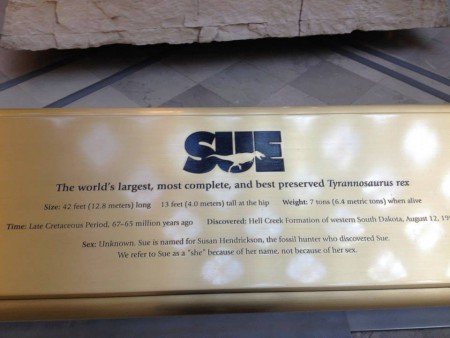 SUE
The world's largest, most complete, and best preserved Tyrannosaurus rex
Size: 42 feet (12.8 meters) long 13 feet (4.0 meters) tall at the hip Weight: 7 tons (6.4 metric tons) when alive
Time: Late Cretaceous Period, 67–65 million years ago Discovered: Hell Creek Formation of western South Dakota, August 12, 19
Sex: Unknown. Sue is named for Susan Hendrickson, the fossil hunter who discovered Sue.
We refer to Sue as a "she" because of her name, not because of her sex.